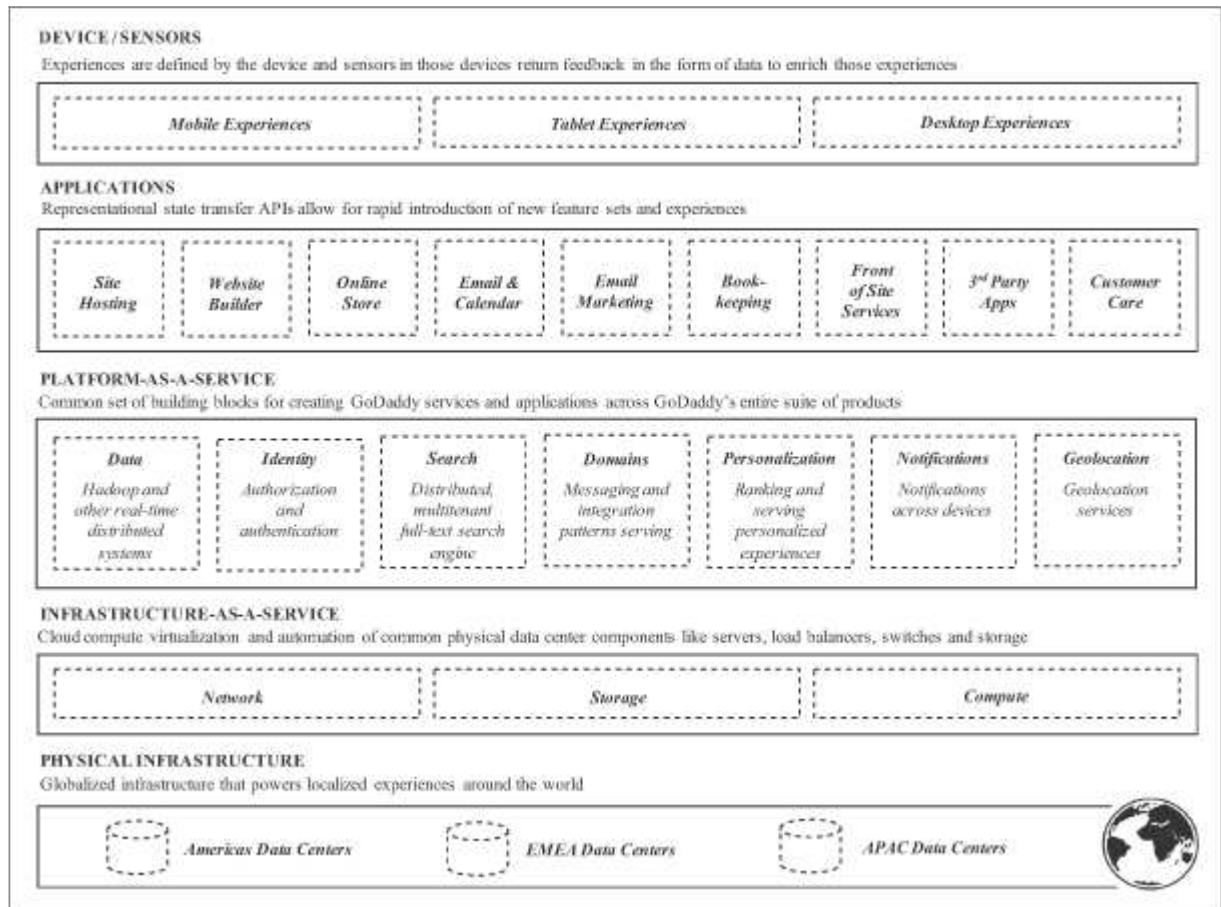 DEVICE / SENSORS
Experiences are defined by the device and sensors in those devices return feedback in the form of data to enrich those experiences
Mobile Experiences
Tablet Experiences
Desktop Experiences
APPLICATIONS
Representational state transfer APIs allow for rapid introduction of new feature sets and experiences
Site
Hosting
Website
Builder
Online
Store
Email &
Calendar
Email
Marketing
Book-
keeping
Front
of Site
Services
3rd Party
Apps
Customer
Care
PLATFORM-AS-A-SERVICE
Common set of building blocks for creating GoDaddy services and applications across GoDaddy's entire suite of products
Data
Hadoop and
other real-time
distributed
systems
Identity
Authorization
and
authentication
Search
Distributed,
multitenant
full-text search
engine
Domains
Messaging and
integration
patterns serving
Personalization
Ranking and
serving
personalized
experiences
Notifications
Notifications
across devices
Geolocation
Geolocation
services
INFRASTRUCTURE-AS-A-SERVICE
Cloud compute virtualization and automation of common physical data center components like servers, load balancers, switches and storage
Network
Storage
Compute
PHYSICAL INFRASTRUCTURE
Globalized infrastructure that powers localized experiences around the world
Americas Data Centers
EMEA Data Centers
APAC Data Centers